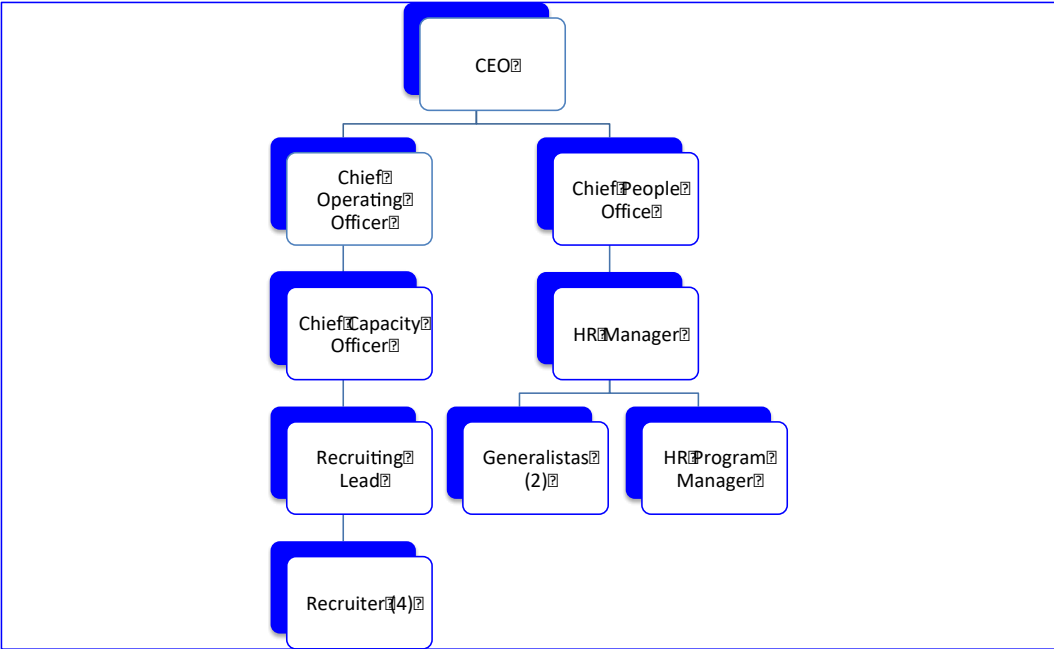 CEO
Chief
Operating
Officer
Chief People
Office
Chief Capacity
Officer
HR Manager
Recruiting
Lead
Generalistas
(2)
HR Program
Manager
Recruiter (4)